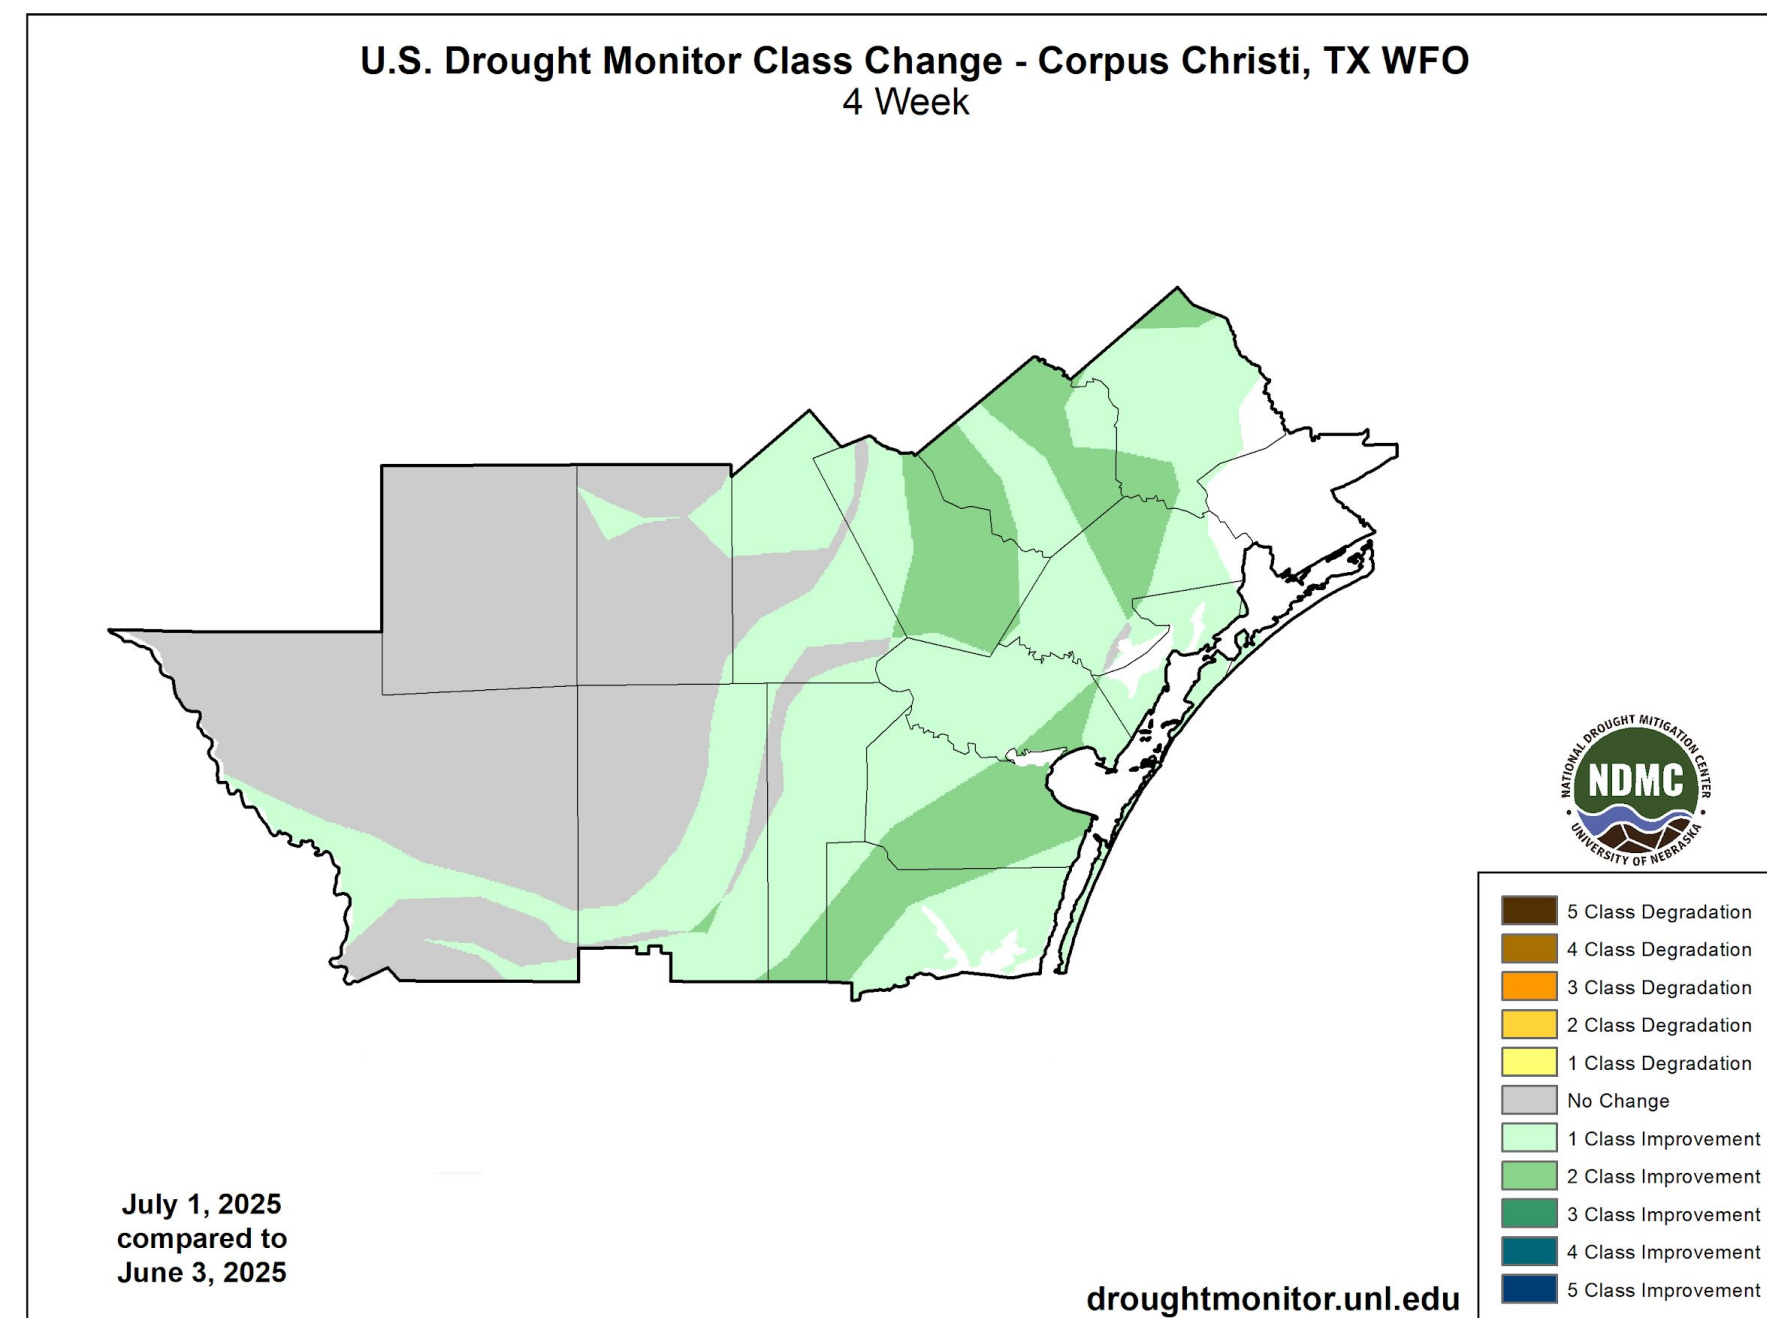 U.S. Drought Monitor Class Change - Corpus Christi, TX WFO
4 Week
NATIONAL DROUGHT MITIGATION CENTER
NDMC
UNIVERSITY OF NEBRASKA
5 Class Degradation
4 Class Degradation
3 Class Degradation
2 Class Degradation
1 Class Degradation
No Change
1 Class Improvement
2 Class Improvement
3 Class Improvement
4 Class Improvement
5 Class Improvement
July 1, 2025
compared to
June 3, 2025
droughtmonitor.unl.edu